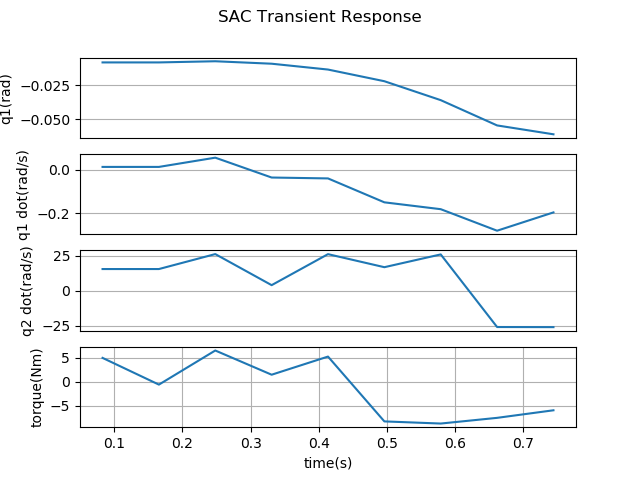 SAC Transient Response
q1(rad)
−0.025
−0.050
q1 dot(rad/s)
0.0
−0.2
q2 dot(rad/s)
25
0
−25
torque(Nm)
5
0
−5
0.1 0.2 0.3 0.4 0.5 0.6 0.7
time(s)